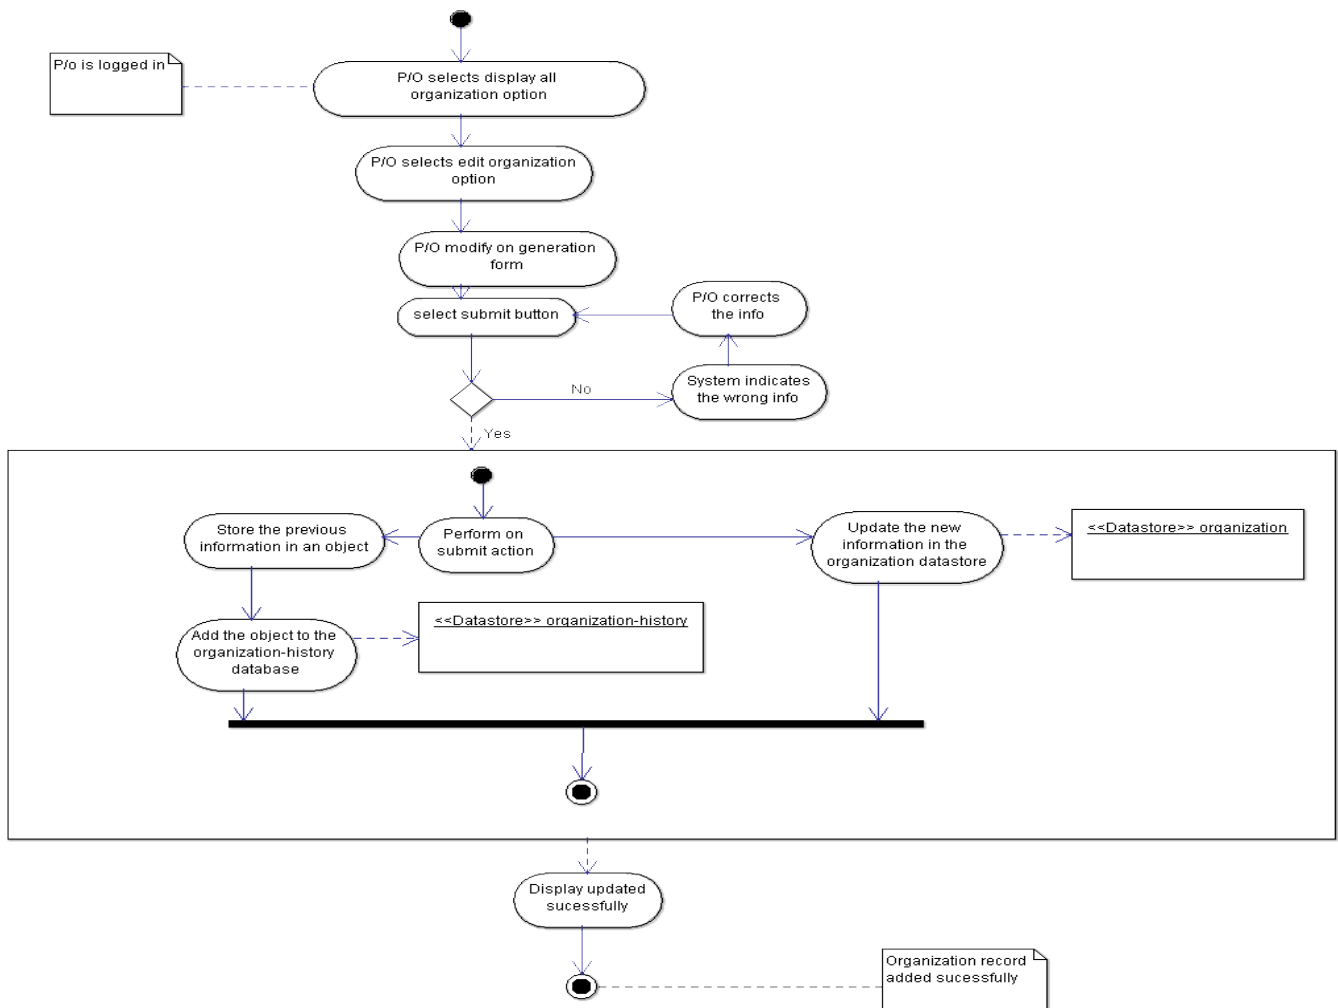 P/o is logged in
P/O selects display all
organization option
P/O selects edit organization
option
P/O modify on generation
form
select submit button
P/O corrects
the info
System indicates
the wrong info
No
Yes
Store the previous
information in an object
Perform on
submit action
Update the new
information in the
organization datastore
<<Datastore>> organization
Add the object to the
organization-history
database
<<Datastore>> organization-history
Display updated
sucessfully
Organization record
added sucessfully